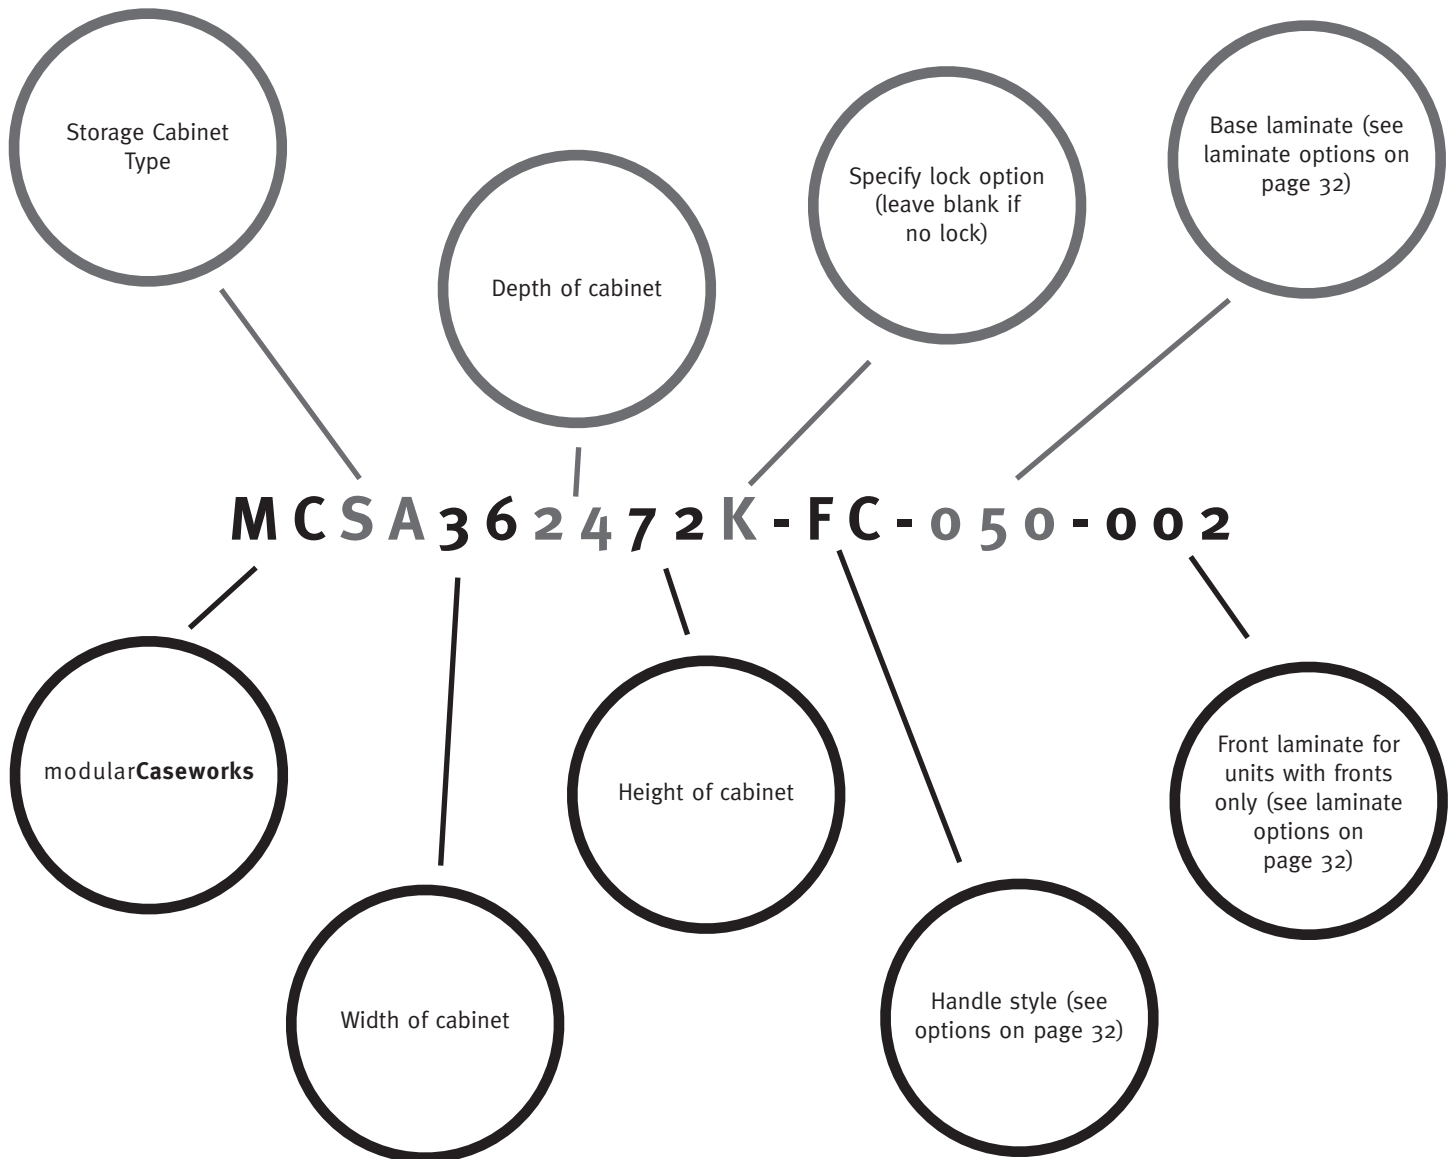 Storage Cabinet
Type
Depth of cabinet
Specify lock option
(leave blank if
no lock)
Base laminate (see
laminate options on
page 32)
MCSA362472K-FC-050-002
modularCaseworks
Width of cabinet
Height of cabinet
Handle style (see
options on page 32)
Front laminate for
units with fronts
only (see laminate
options on
page 32)